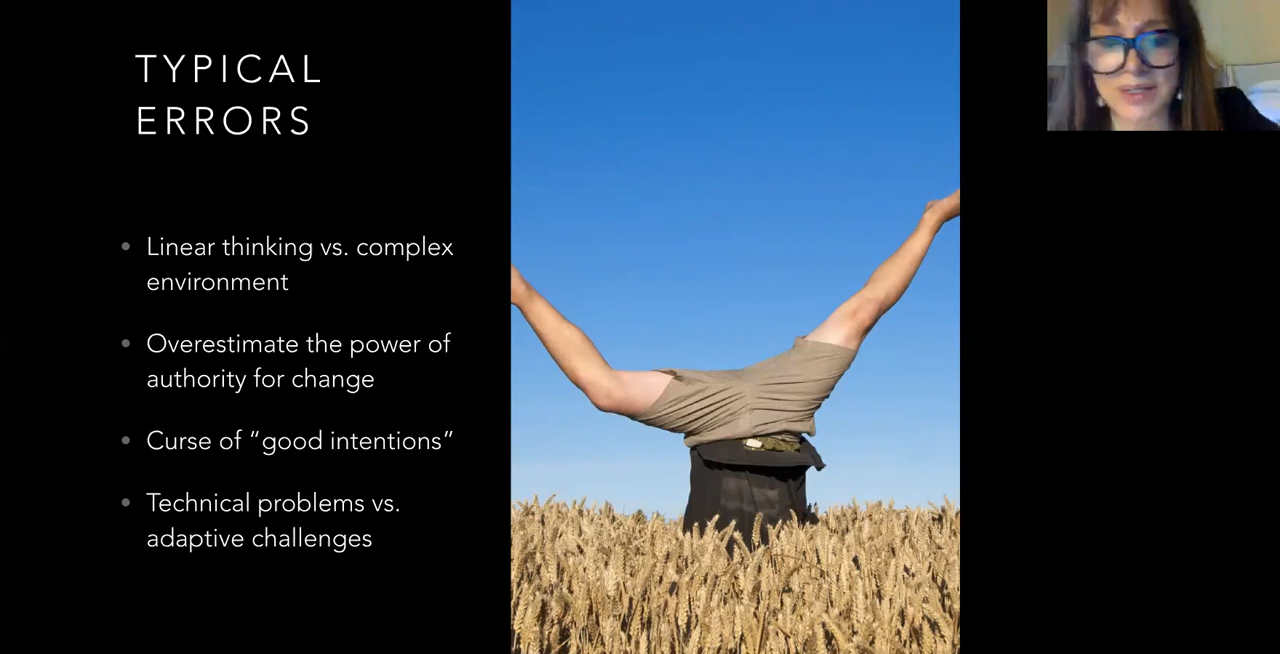 TYPICAL
ERRORS
• Linear thinking vs. complex
environment
• Overestimate the power of
authority for change
• Curse of “good intentions”
• Technical problems vs.
adaptive challenges